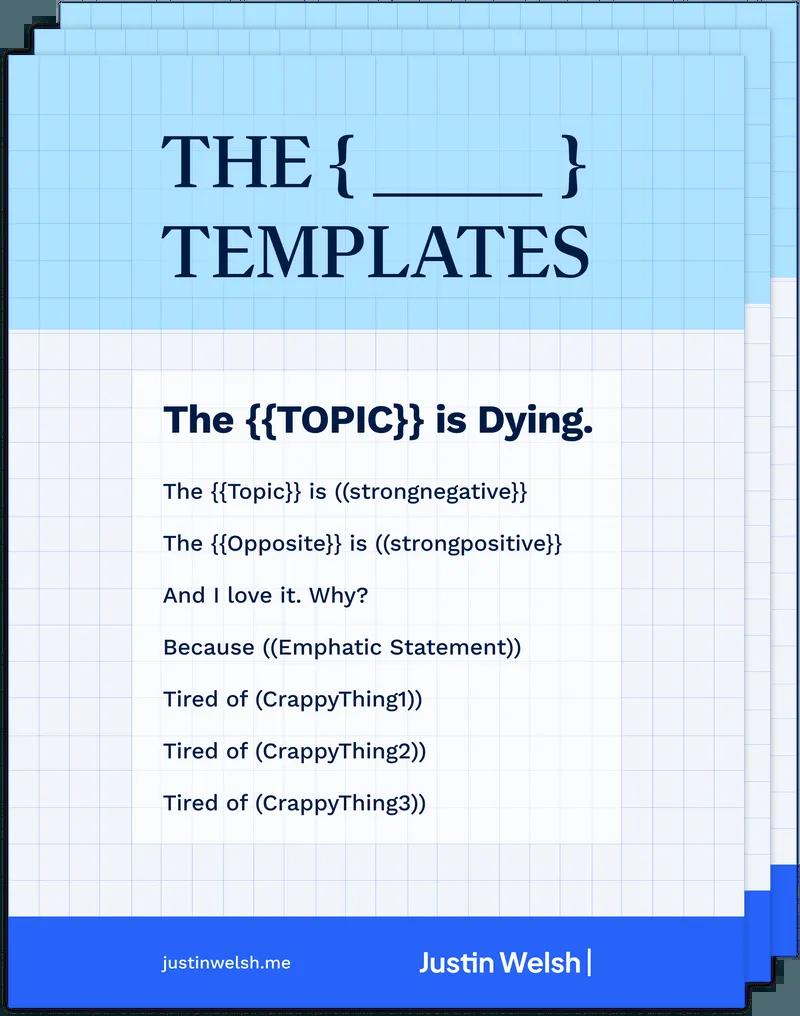 THE { _____ }
TEMPLATES
The {{TOPIC}} is Dying.
The {{Topic}} is ((strongnegative}}
The {{Opposite}} is ((strongpositive}}
And I love it. Why?
Because ((Emphatic Statement))
Tired of (CrappyThing1))
Tired of (CrappyThing2))
Tired of (CrappyThing3))
justinwelsh.me
Justin Welsh|